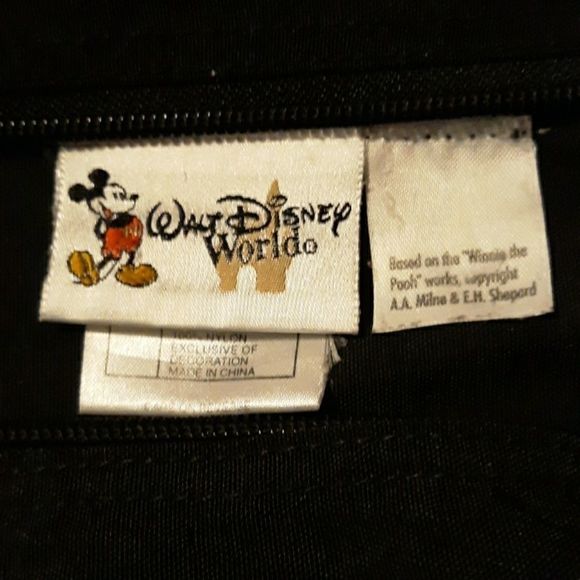 Walt Disney
World®
Based on the "Winnie the
Pooh" works, copyright
A.A. Milne & E.H. Shepard
100% NYLON
EXCLUSIVE OF
DECORATION
MADE IN CHINA